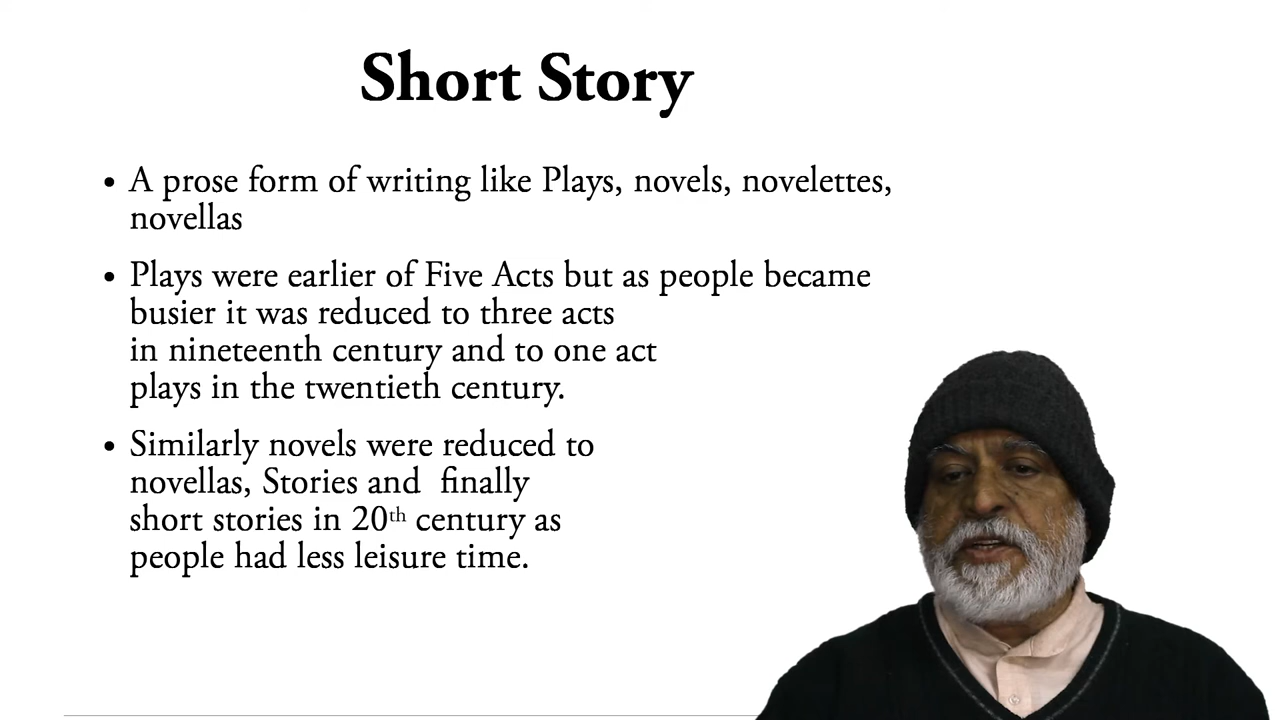 Short Story
• A prose form of writing like Plays, novels, novelettes,
novellas
• Plays were earlier of Five Acts but as people became
busier it was reduced to three acts
in nineteenth century and to one act
plays in the twentieth century.
• Similarly novels were reduced to
novellas, Stories and  finally
short stories in 20th century as
people had less leisure time.